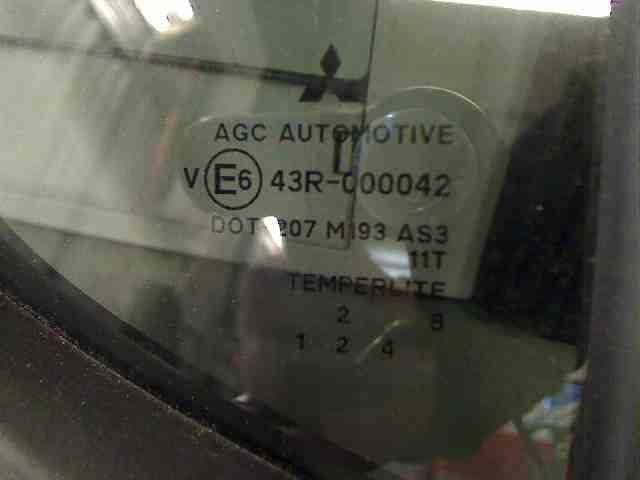 AGC AUTOMOTIVE
V E6 43R-000042
DOT 207 M193 AS3
11T
TEMPERLITE
2 8
1 2 4